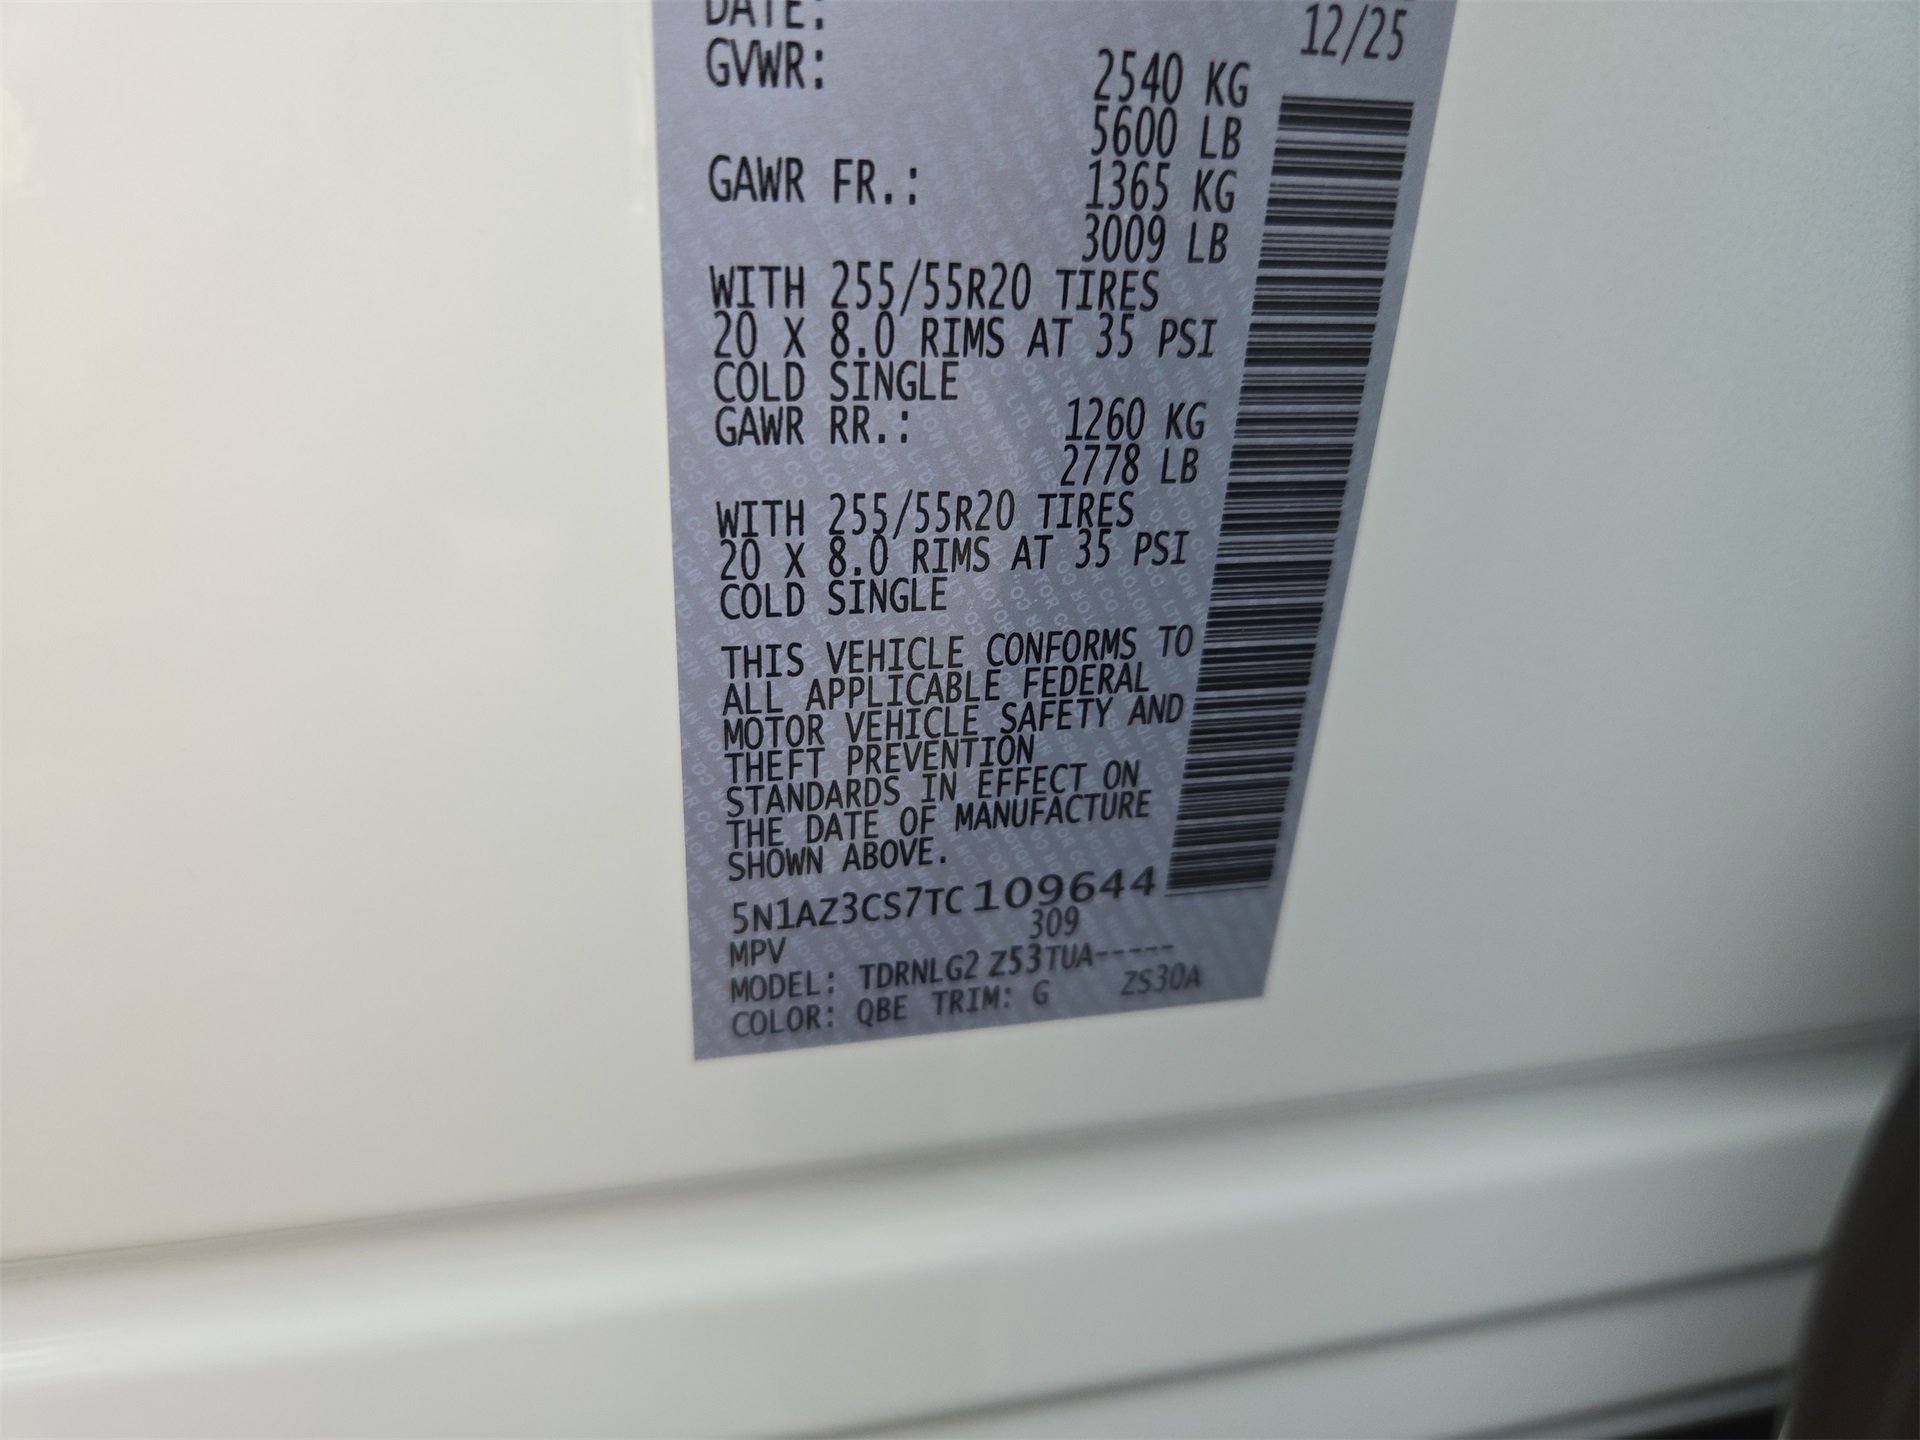 DATE: 12/25
GVWR: 2540 KG
5600 LB
GAWR FR.: 1365 KG
3009 LB
WITH 255/55R20 TIRES
20 X 8.0 RIMS AT 35 PSI
COLD SINGLE
GAWR RR.: 1260 KG
2778 LB
WITH 255/55R20 TIRES
20 X 8.0 RIMS AT 35 PSI
COLD SINGLE
THIS VEHICLE CONFORMS TO
ALL APPLICABLE FEDERAL
MOTOR VEHICLE SAFETY AND
THEFT PREVENTION
STANDARDS IN EFFECT ON
THE DATE OF MANUFACTURE
SHOWN ABOVE.
5N1AZ3CS7TC109644
MPV 309
MODEL: TDRNLG2 Z53TUA-----
COLOR: QBE TRIM: G ZS30A